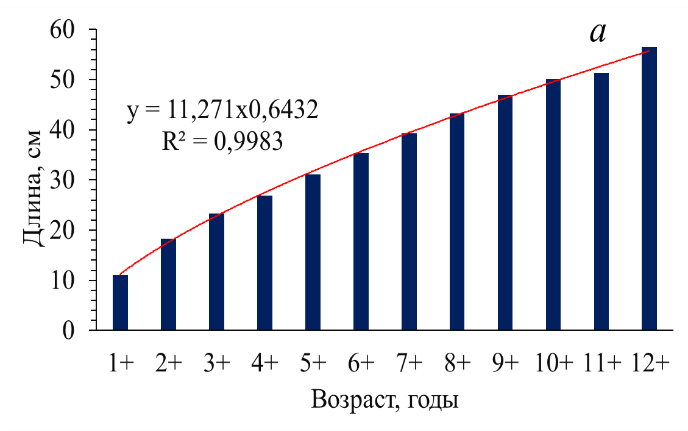 60
50
40
30
20
10
0
Длина, см
a
y = 11,271x0,6432
R² = 0,9983
1+ 2+ 3+ 4+ 5+ 6+ 7+ 8+ 9+ 10+ 11+ 12+
Возраст, годы